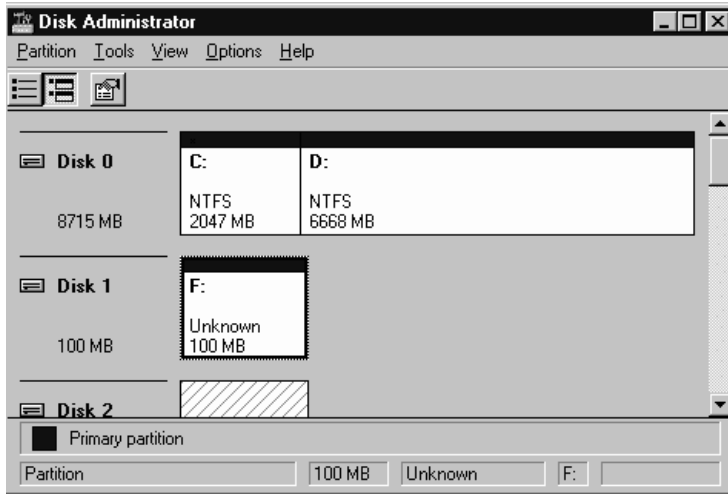 Disk Administrator
Partition Tools View Options Help
Disk 0
8715 MB
C:
NTFS
2047 MB
D:
NTFS
6668 MB
Disk 1
100 MB
F:
Unknown
100 MB
Disk 2
Primary partition
Partition 100 MB Unknown F: